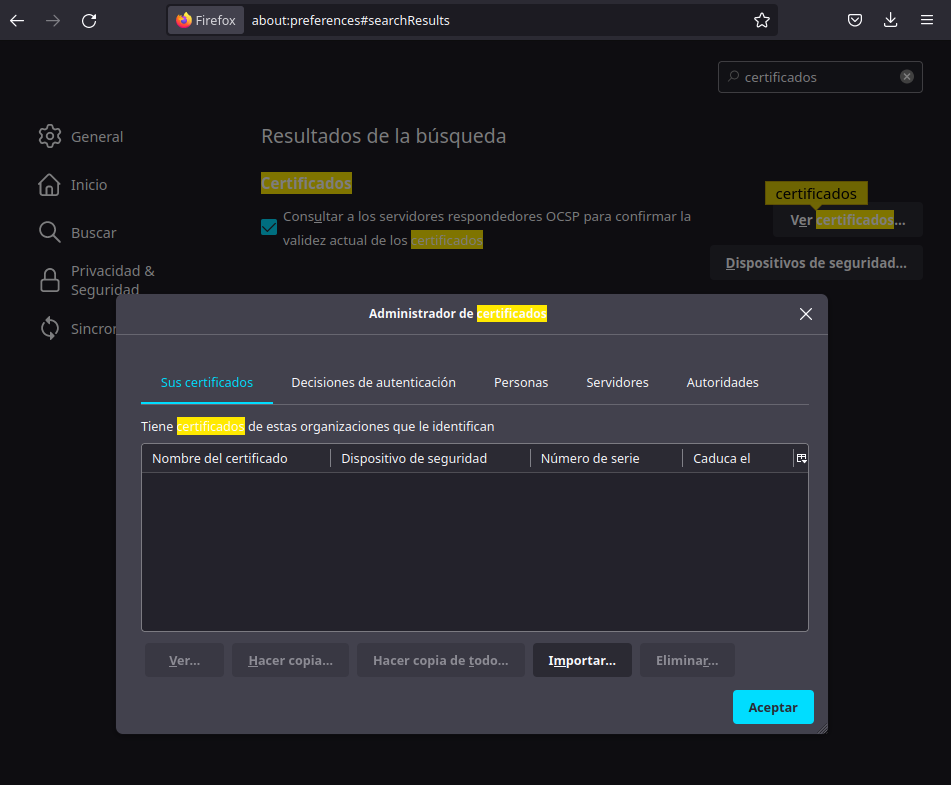 Firefox
about:preferences#searchResults
certificados
General
Inicio
Buscar
Privacidad &
Seguridad
Sincron
Resultados de la búsqueda
Certificados
Consultar a los servidores respondedores OCSP para confirmar la
validez actual de los certificados
certificados
Ver certificados...
Dispositivos de seguridad...
Administrador de certificados
Sus certificados
Decisiones de autenticación
Personas
Servidores
Autoridades
Tiene certificados de estas organizaciones que le identifican
Nombre del certificado
Dispositivo de seguridad
Número de serie
Caduca el
Ver...
Hacer copia...
Hacer copia de todo...
Importar...
Eliminar...
Aceptar